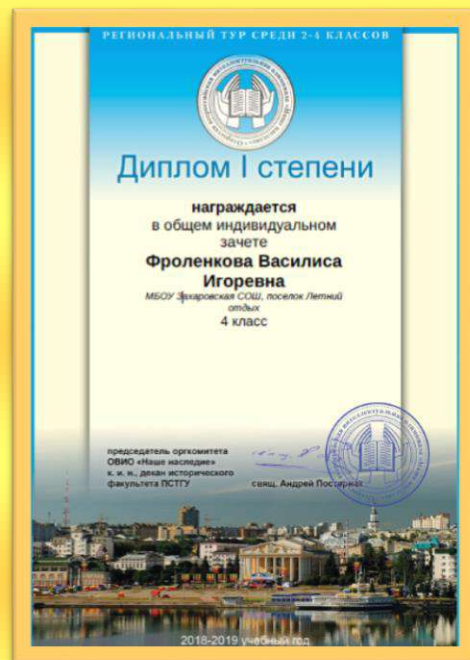 РЕГИОНАЛЬНЫЙ ТУР СРЕДИ 2-4 КЛАССОВ
Диплом I степени
награждается
в общем индивидуальном
зачете
Фроленкова Василиса
Игоревна
МБОУ Захаровская СОШ, поселок Летний
отдых
4 класс
председатель оргкомитета
ОВИО «Наше наследие»
к. и. н., декан исторического
факультета ПСТГУ
свящ. Андрей Постернак
2018-2019 учебный год